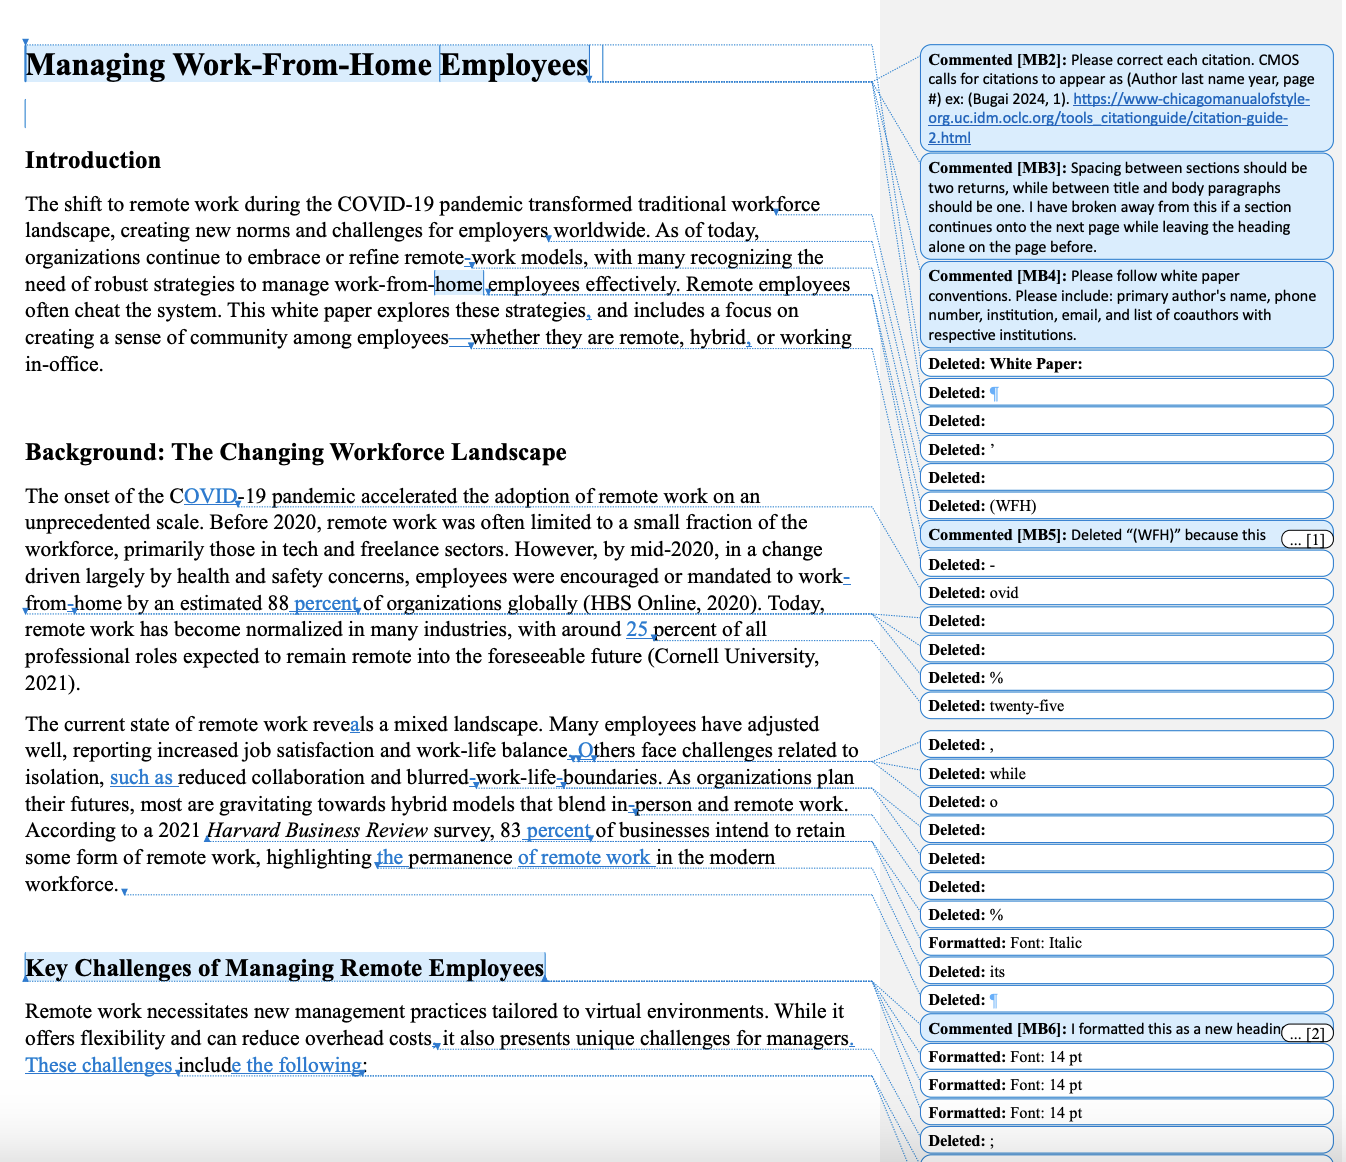 Managing Work-From-Home Employees
Introduction
The shift to remote work during the COVID-19 pandemic transformed traditional workforce
landscape, creating new norms and challenges for employers worldwide. As of today,
organizations continue to embrace or refine remote-work models, with many recognizing the
need of robust strategies to manage work-from-home employees effectively. Remote employees
often cheat the system. This white paper explores these strategies, and includes a focus on
creating a sense of community among employees—whether they are remote, hybrid, or working
in-office.
Background: The Changing Workforce Landscape
The onset of the COVID-19 pandemic accelerated the adoption of remote work on an
unprecedented scale. Before 2020, remote work was often limited to a small fraction of the
workforce, primarily those in tech and freelance sectors. However, by mid-2020, in a change
driven largely by health and safety concerns, employees were encouraged or mandated to work-
from-home by an estimated 88 percent of organizations globally (HBS Online, 2020). Today,
remote work has become normalized in many industries, with around 25 percent of all
professional roles expected to remain remote into the foreseeable future (Cornell University,
2021).
The current state of remote work reveals a mixed landscape. Many employees have adjusted
well, reporting increased job satisfaction and work-life balance. Others face challenges related to
isolation, such as reduced collaboration and blurred-work-life-boundaries. As organizations plan
their futures, most are gravitating towards hybrid models that blend in-person and remote work.
According to a 2021 Harvard Business Review survey, 83 percent of businesses intend to retain
some form of remote work, highlighting the permanence of remote work in the modern
workforce.
Key Challenges of Managing Remote Employees
Remote work necessitates new management practices tailored to virtual environments. While it
offers flexibility and can reduce overhead costs, it also presents unique challenges for managers.
These challenges include the following:
Commented [MB2]: Please correct each citation. CMOS
calls for citations to appear as (Author last name year, page
#) ex: (Bugai 2024, 1). https://www-chicagomanualofstyle-
org.uc.idm.oclc.org/tools_citationguide/citation-guide-
2.html
Commented [MB3]: Spacing between sections should be
two returns, while between title and body paragraphs
should be one. I have broken away from this if a section
continues onto the next page while leaving the heading
alone on the page before.
Commented [MB4]: Please follow white paper
conventions. Please include: primary author's name, phone
number, institution, email, and list of coauthors with
respective institutions.
Deleted: White Paper:
Deleted: ¶
Deleted:
Deleted: ’
Deleted:
Deleted: (WFH)
Commented [MB5]: Deleted “(WFH)” because this ... [1]
Deleted: -
Deleted: ovid
Deleted:
Deleted:
Deleted: %
Deleted: twenty-five
Deleted: ,
Deleted: while
Deleted: o
Deleted:
Deleted:
Deleted:
Deleted: %
Formatted: Font: Italic
Deleted: its
Deleted: ¶
Commented [MB6]: I formatted this as a new headin ... [2]
Formatted: Font: 14 pt
Formatted: Font: 14 pt
Formatted: Font: 14 pt
Deleted: ;